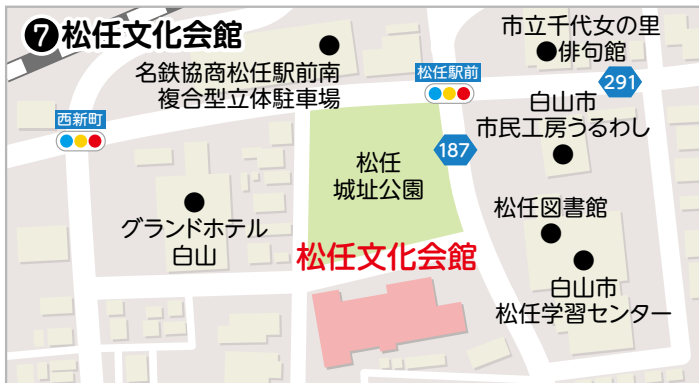 ❼松任文化会館
市立千代女の里
俳句館
名鉄協商松任駅前南
複合型立体駐車場
松任駅前
291
西新町
白山市
市民工房うるわし
187
松任
城址公園
松任図書館
グランドホテル
白山
松任文化会館
白山市
松任学習センター